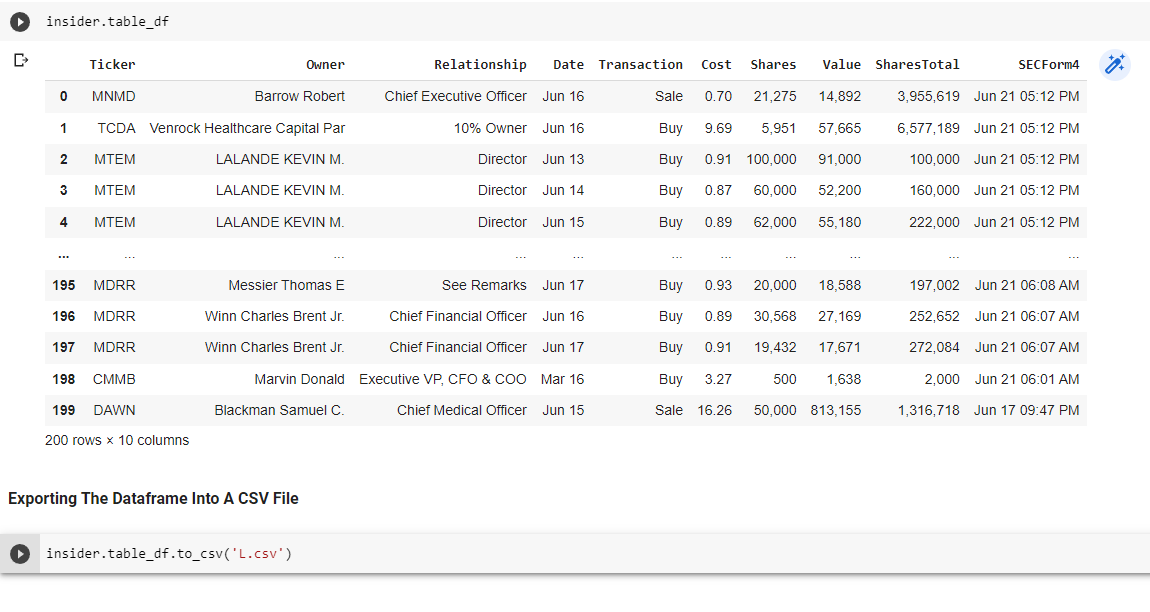 insider.table_df
Ticker Owner Relationship Date Transaction Cost Shares Value SharesTotal SECForm4
0 MNMD Barrow Robert Chief Executive Officer Jun 16 Sale 0.70 21,275 14,892 3,955,619 Jun 21 05:12 PM
1 TCDA Venrock Healthcare Capital Par 10% Owner Jun 16 Buy 9.69 5,951 57,665 6,577,189 Jun 21 05:12 PM
2 MTEM LALANDE KEVIN M. Director Jun 13 Buy 0.91 100,000 91,000 100,000 Jun 21 05:12 PM
3 MTEM LALANDE KEVIN M. Director Jun 14 Buy 0.87 60,000 52,200 160,000 Jun 21 05:12 PM
4 MTEM LALANDE KEVIN M. Director Jun 15 Buy 0.89 62,000 55,180 222,000 Jun 21 05:12 PM
... ... ... ... ... ... ... ... ... ... ...
195 MDRR Messier Thomas E See Remarks Jun 17 Buy 0.93 20,000 18,588 197,002 Jun 21 06:08 AM
196 MDRR Winn Charles Brent Jr. Chief Financial Officer Jun 16 Buy 0.89 30,568 27,169 252,652 Jun 21 06:07 AM
197 MDRR Winn Charles Brent Jr. Chief Financial Officer Jun 17 Buy 0.91 19,432 17,671 272,084 Jun 21 06:07 AM
198 CMMB Marvin Donald Executive VP, CFO & COO Mar 16 Buy 3.27 500 1,638 2,000 Jun 21 06:01 AM
199 DAWN Blackman Samuel C. Chief Medical Officer Jun 15 Sale 16.26 50,000 813,155 1,316,718 Jun 17 09:47 PM
200 rows × 10 columns
Exporting The Dataframe Into A CSV File
insider.table_df.to_csv('L.csv')